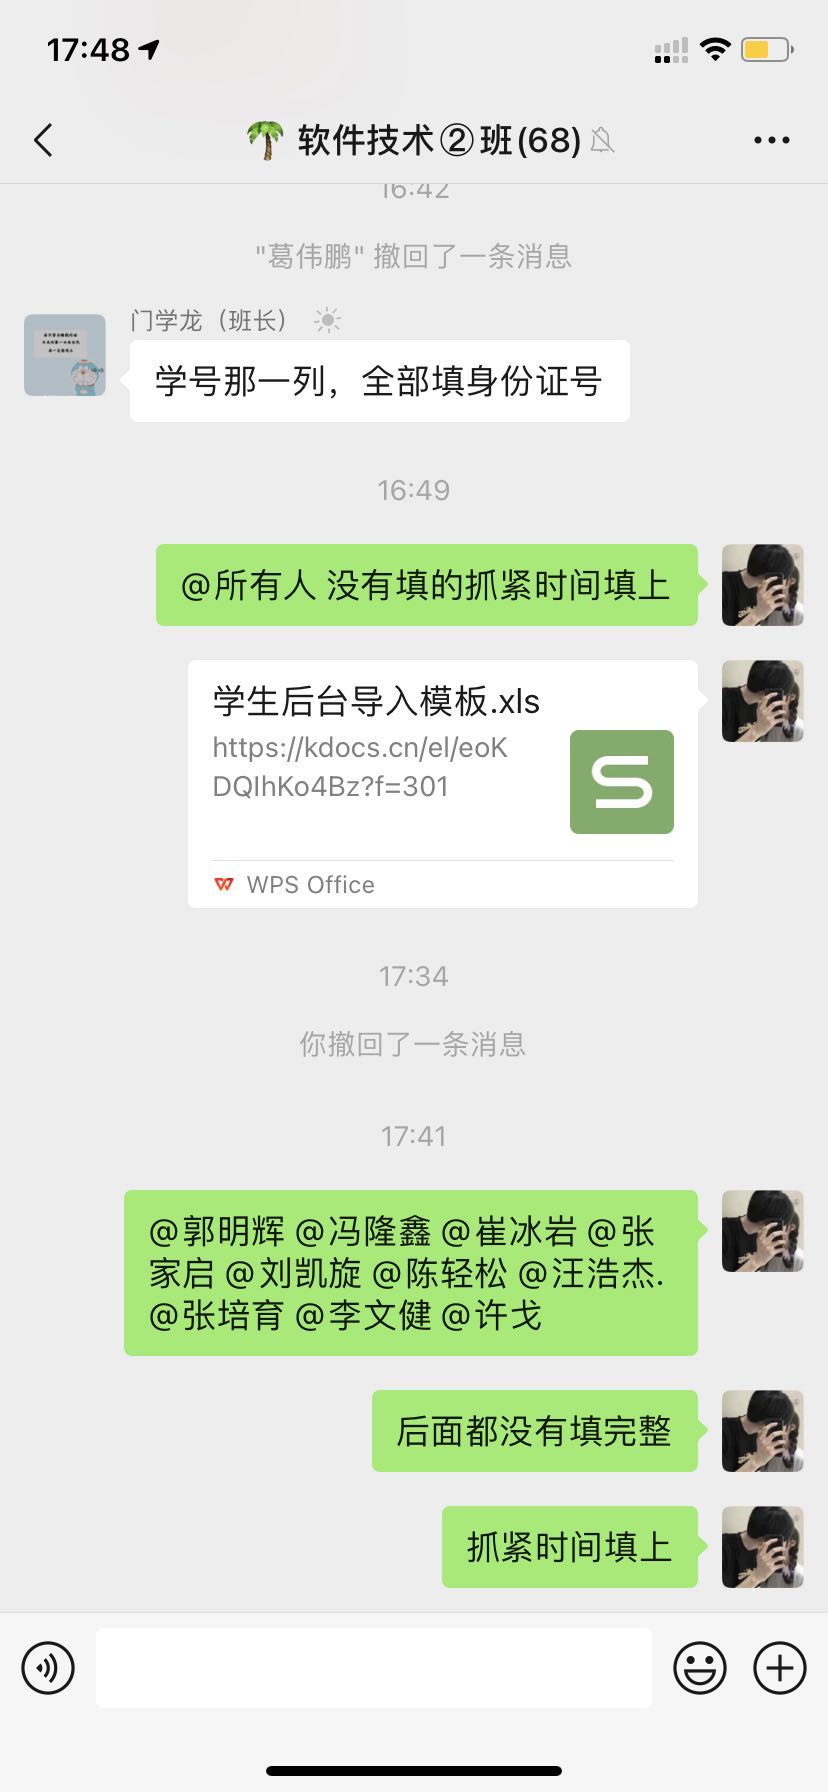 17:48
软件技术②班(68)
16:42
"葛伟鹏" 撤回了一条消息
门学龙（班长）
学号那一列，全部填身份证号
16:49
@所有人 没有填的抓紧时间填上
学生后台导入模板.xls
https://kdocs.cn/el/eoK
DQIhKo4Bz?f=301
WPS Office
17:34
你撤回了一条消息
17:41
@郭明辉 @冯隆鑫 @崔冰岩 @张
家启 @刘凯旋 @陈轻松 @汪浩杰.
@张培育 @李文健 @许戈
后面都没有填完整
抓紧时间填上